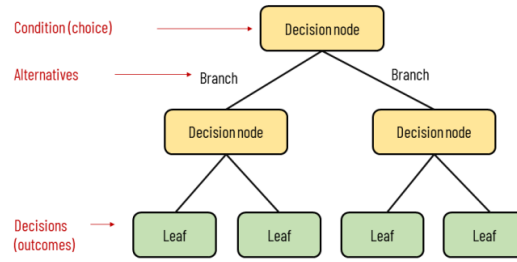 Condition (choice)
Decision node
Alternatives
Branch
Branch
Decision node
Decision node
Decisions
(outcomes)
Leaf
Leaf
Leaf
Leaf